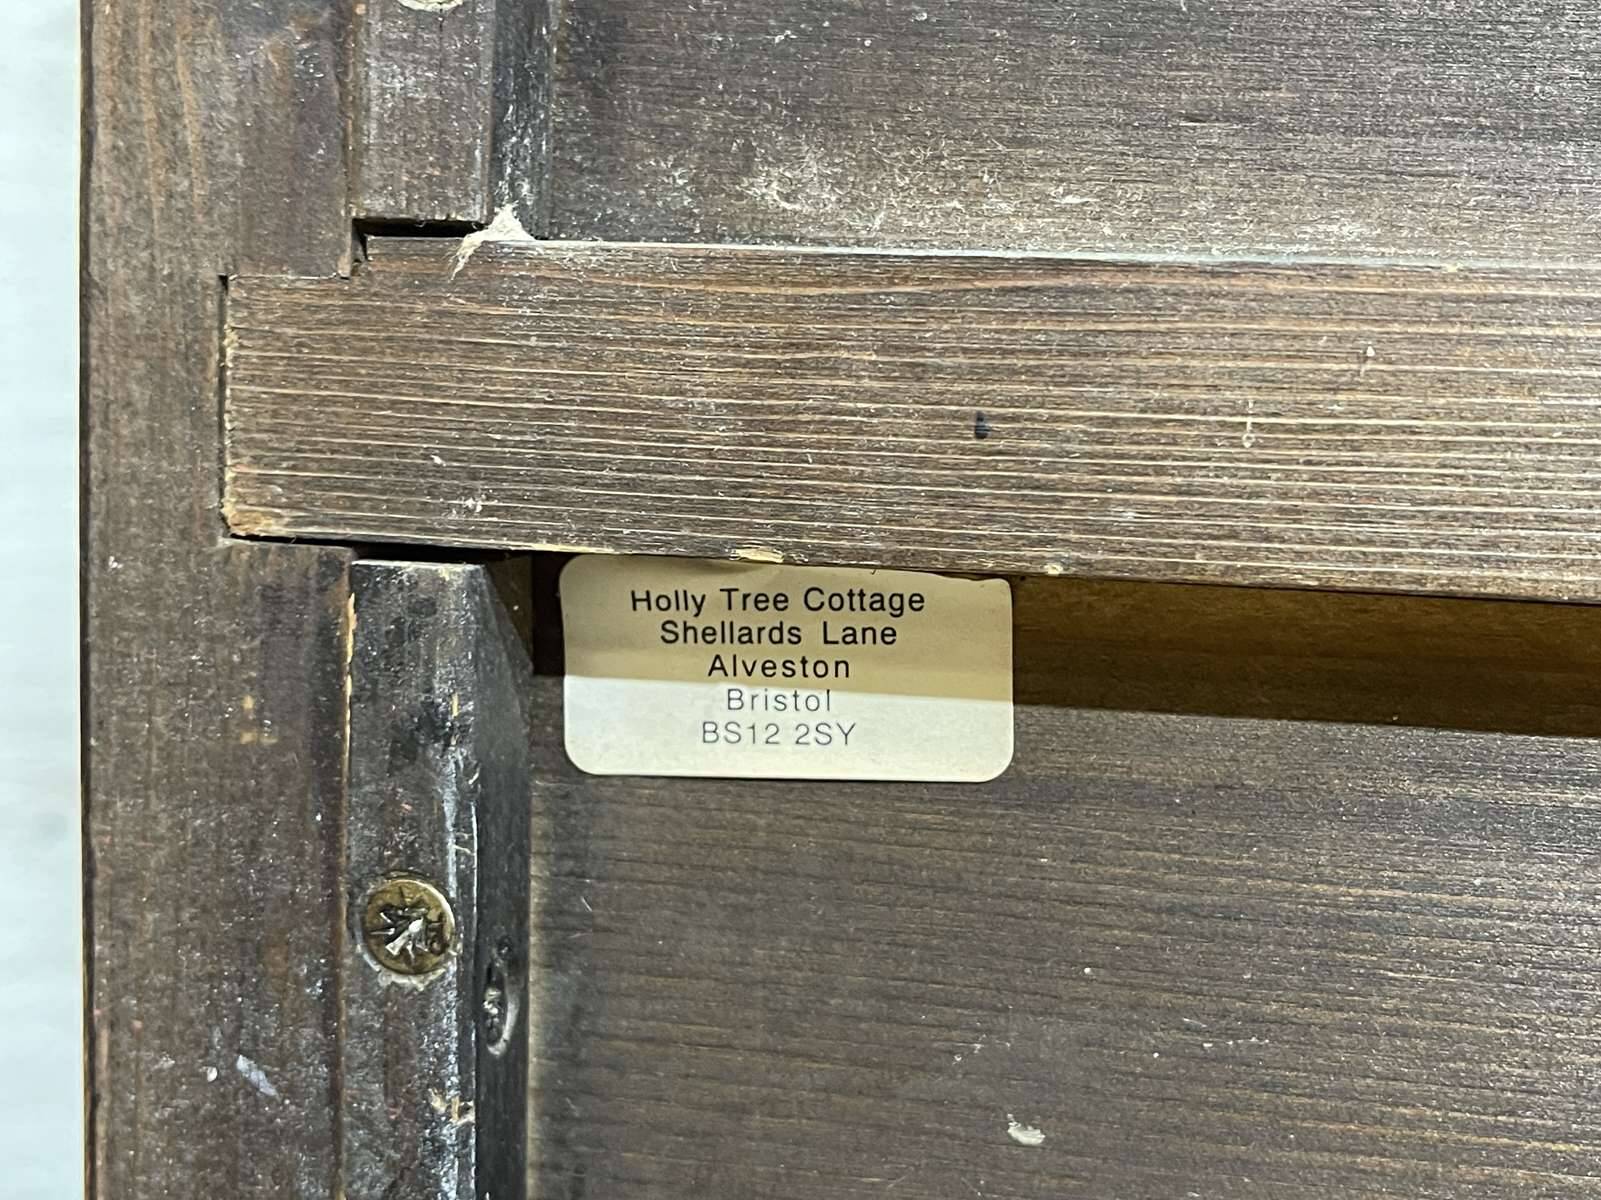 Holly Tree Cottage
Shellards Lane
Alveston
Bristol
BS12 2SY